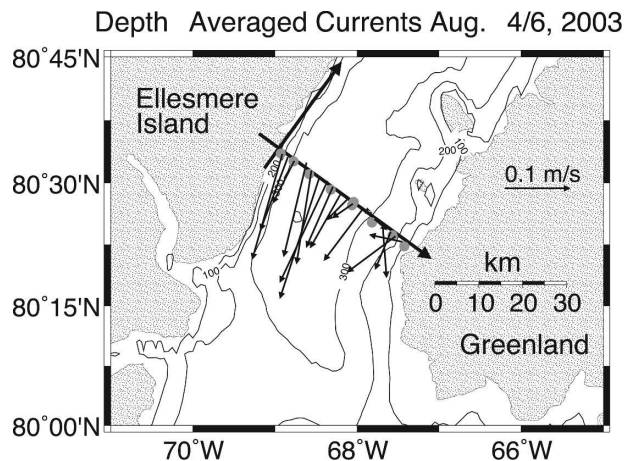 Depth Averaged Currents Aug. 4/6, 2003
80°45'N
Ellesmere
Island
100
200
200
0.1 m/s
80°30'N
300
100
km
0 10 20 30
80°15'N
Greenland
80°00'N
70°W 68°W 66°W